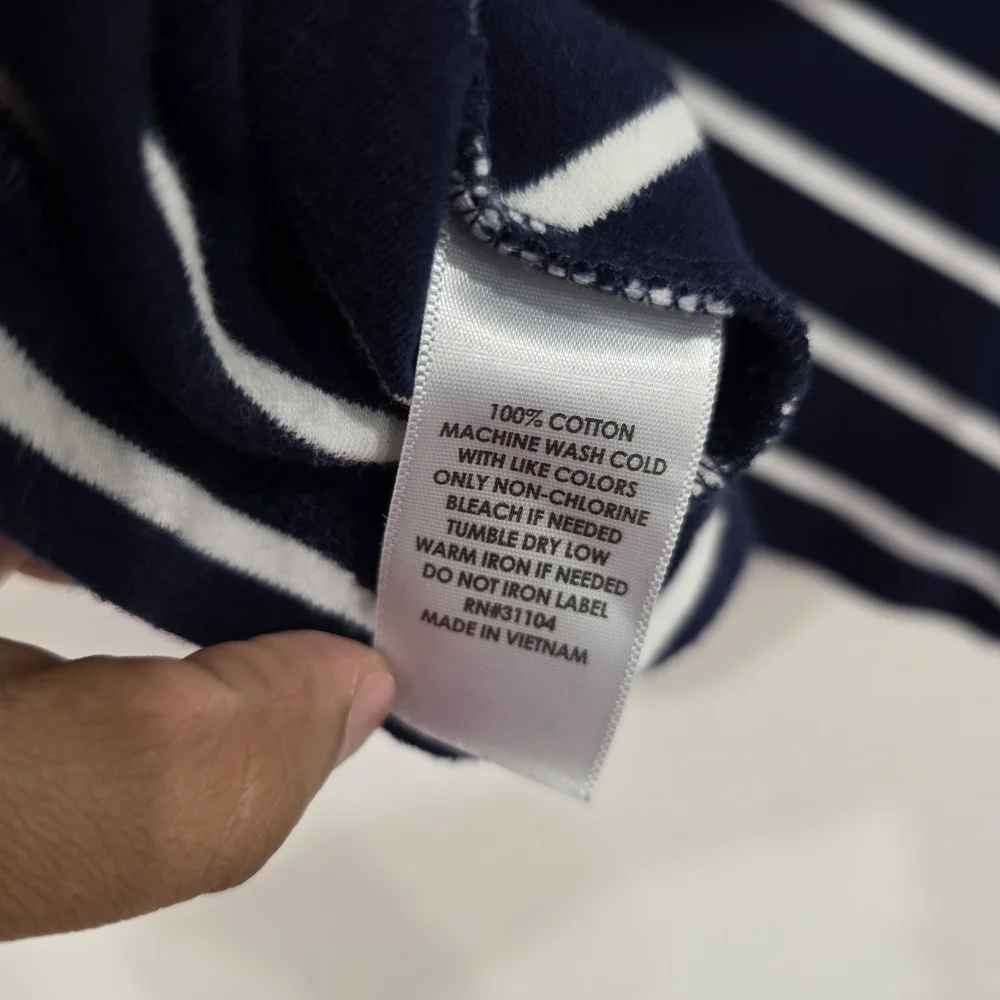 100% COTTON
MACHINE WASH COLD
WITH LIKE COLORS
ONLY NON-CHLORINE
BLEACH IF NEEDED
TUMBLE DRY LOW
WARM IRON IF NEEDED
DO NOT IRON LABEL
RN#31104
MADE IN VIETNAM